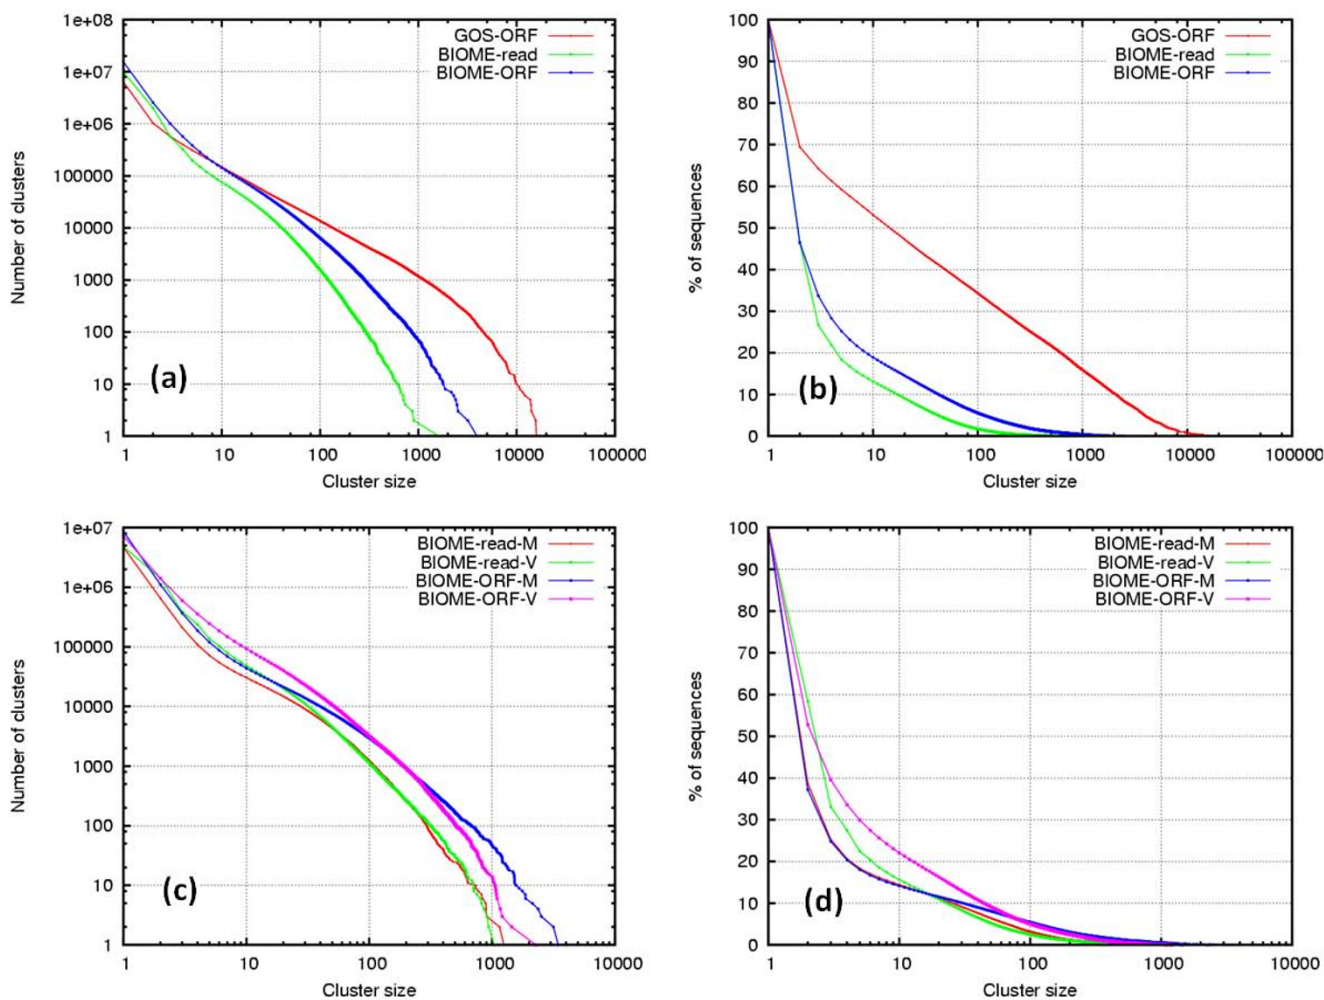 1e+08
1e+07
1e+06
100000
10000
1000
100
10
1
Number of clusters
GOS-ORF
BIOME-read
BIOME-ORF
(a)
1 10 100 1000 10000 100000
Cluster size
100
90
80
70
60
50
40
30
20
10
0
% of sequences
GOS-ORF
BIOME-read
BIOME-ORF
(b)
1 10 100 1000 10000 100000
Cluster size
1e+07
1e+06
100000
10000
1000
100
10
1
Number of clusters
BIOME-read-M
BIOME-read-V
BIOME-ORF-M
BIOME-ORF-V
(c)
1 10 100 1000 10000
Cluster size
100
90
80
70
60
50
40
30
20
10
0
% of sequences
BIOME-read-M
BIOME-read-V
BIOME-ORF-M
BIOME-ORF-V
(d)
1 10 100 1000 10000
Cluster size